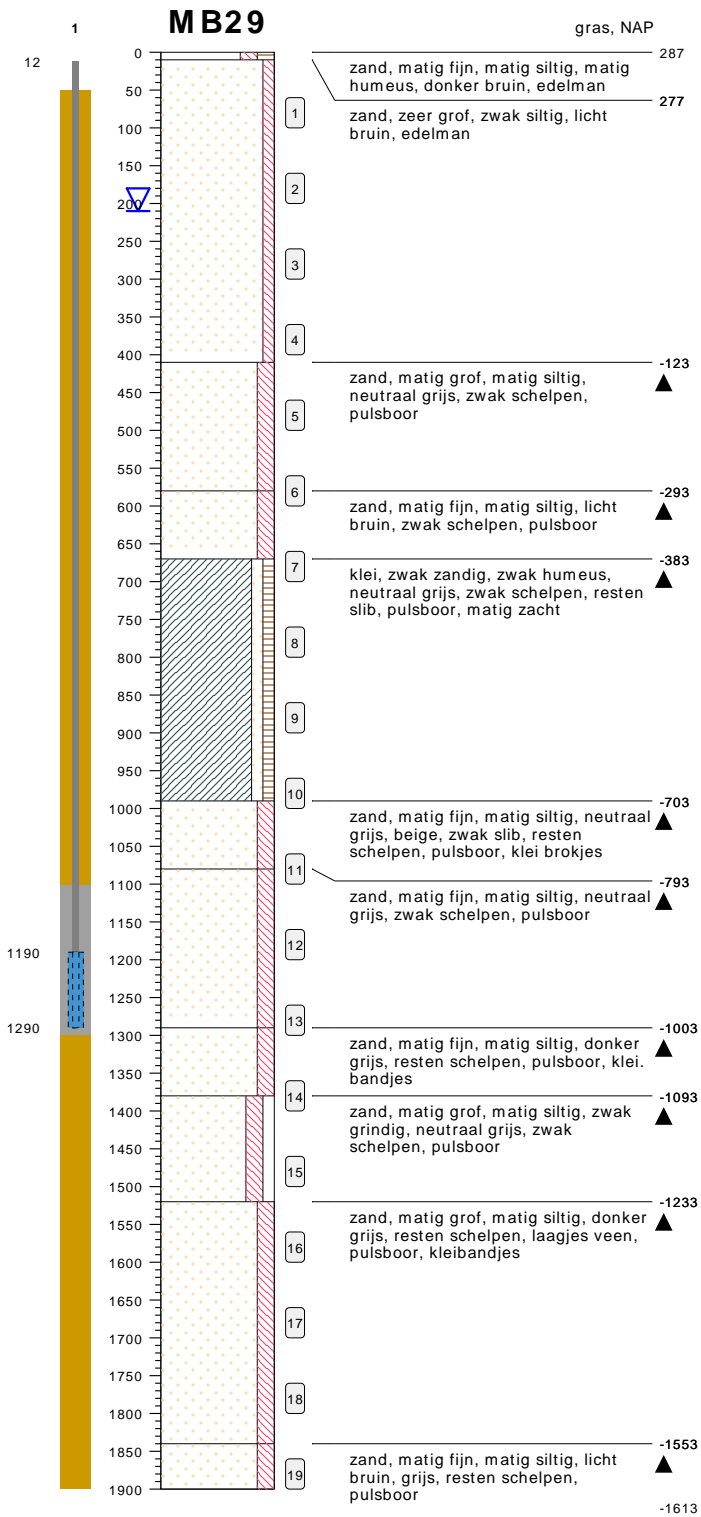 1
MB29
gras, NAP
12
0
50
100
150
200
250
300
350
400
450
500
550
600
650
700
750
800
850
900
950
1000
1050
1100
1150
1200
1250
1300
1350
1400
1450
1500
1550
1600
1650
1700
1750
1800
1850
1900
1190
1290
1
2
3
4
5
6
7
8
9
10
11
12
13
14
15
16
17
18
19
287
zand, matig fijn, matig siltig, matig
humeus, donker bruin, edelman
277
zand, zeer grof, zwak siltig, licht
bruin, edelman
-123
zand, matig grof, matig siltig,
neutraal grijs, zwak schelpen,
pulsboor
-293
zand, matig fijn, matig siltig, licht
bruin, zwak schelpen, pulsboor
-383
klei, zwak zandig, zwak humeus,
neutraal grijs, zwak schelpen, resten
slib, pulsboor, matig zacht
-703
zand, matig fijn, matig siltig, neutraal
grijs, beige, zwak slib, resten
schelpen, pulsboor, klei brokjes
-793
zand, matig fijn, matig siltig, neutraal
grijs, zwak schelpen, pulsboor
-1003
zand, matig fijn, matig siltig, donker
grijs, resten schelpen, pulsboor, klei.
bandjes
-1093
zand, matig grof, matig siltig, zwak
grindig, neutraal grijs, zwak
schelpen, pulsboor
-1233
zand, matig grof, matig siltig, donker
grijs, resten schelpen, laagjes veen,
pulsboor, kleibandjes
-1553
zand, matig fijn, matig siltig, licht
bruin, grijs, resten schelpen,
pulsboor
-1613